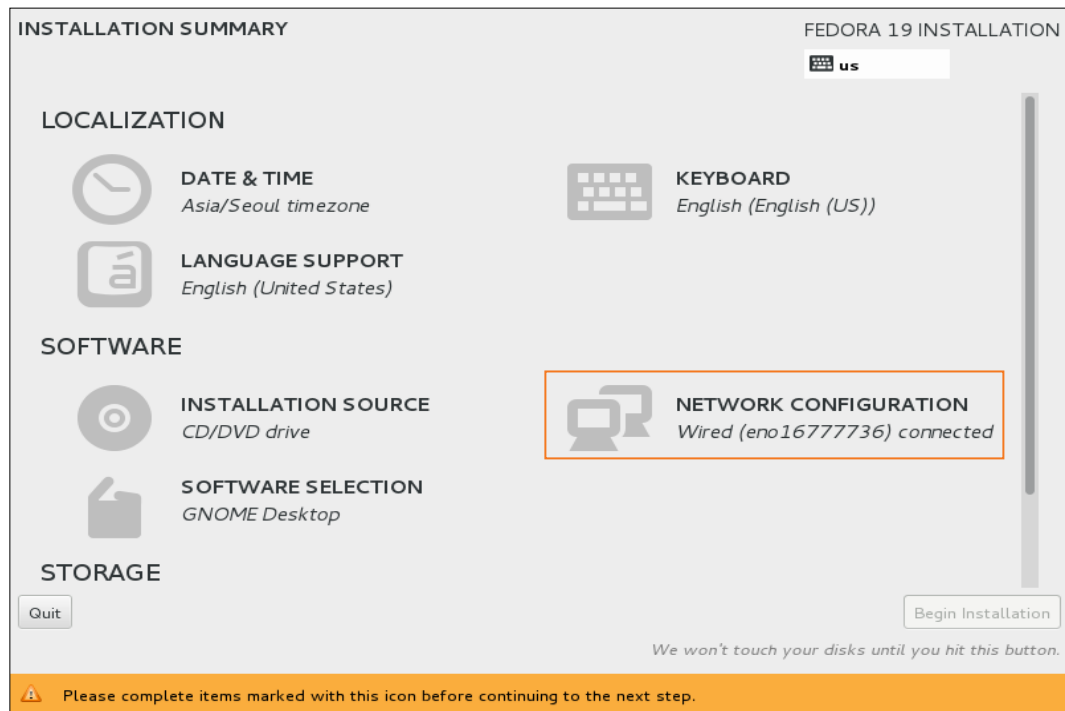 INSTALLATION SUMMARY
FEDORA 19 INSTALLATION
us
LOCALIZATION
DATE & TIME
Asia/Seoul timezone
KEYBOARD
English (English (US))
á
LANGUAGE SUPPORT
English (United States)
SOFTWARE
INSTALLATION SOURCE
CD/DVD drive
NETWORK CONFIGURATION
Wired (eno16777736) connected
SOFTWARE SELECTION
GNOME Desktop
STORAGE
Quit
Begin Installation
We won't touch your disks until you hit this button.
Please complete items marked with this icon before continuing to the next step.